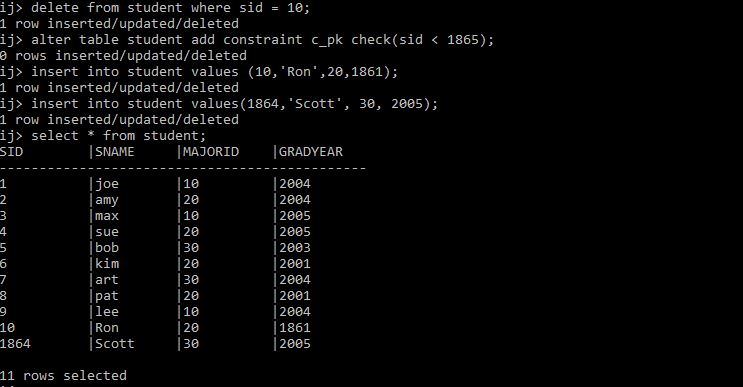 ij> delete from student where sid = 10;
1 row inserted/updated/deleted
ij> alter table student add constraint c_pk check(sid < 1865);
0 rows inserted/updated/deleted
ij> insert into student values (10,'Ron',20,1861);
1 row inserted/updated/deleted
ij> insert into student values(1864,'Scott', 30, 2005);
1 row inserted/updated/deleted
ij> select * from student;
SID        |SNAME     |MAJORID    |GRADYEAR
----------------------------------------------
1          |joe       |10         |2004
2          |amy       |20         |2004
3          |max       |10         |2005
4          |sue       |20         |2005
5          |bob       |30         |2003
6          |kim       |20         |2001
7          |art       |30         |2004
8          |pat       |20         |2001
9          |lee       |10         |2004
10         |Ron       |20         |1861
1864       |Scott     |30         |2005

11 rows selected